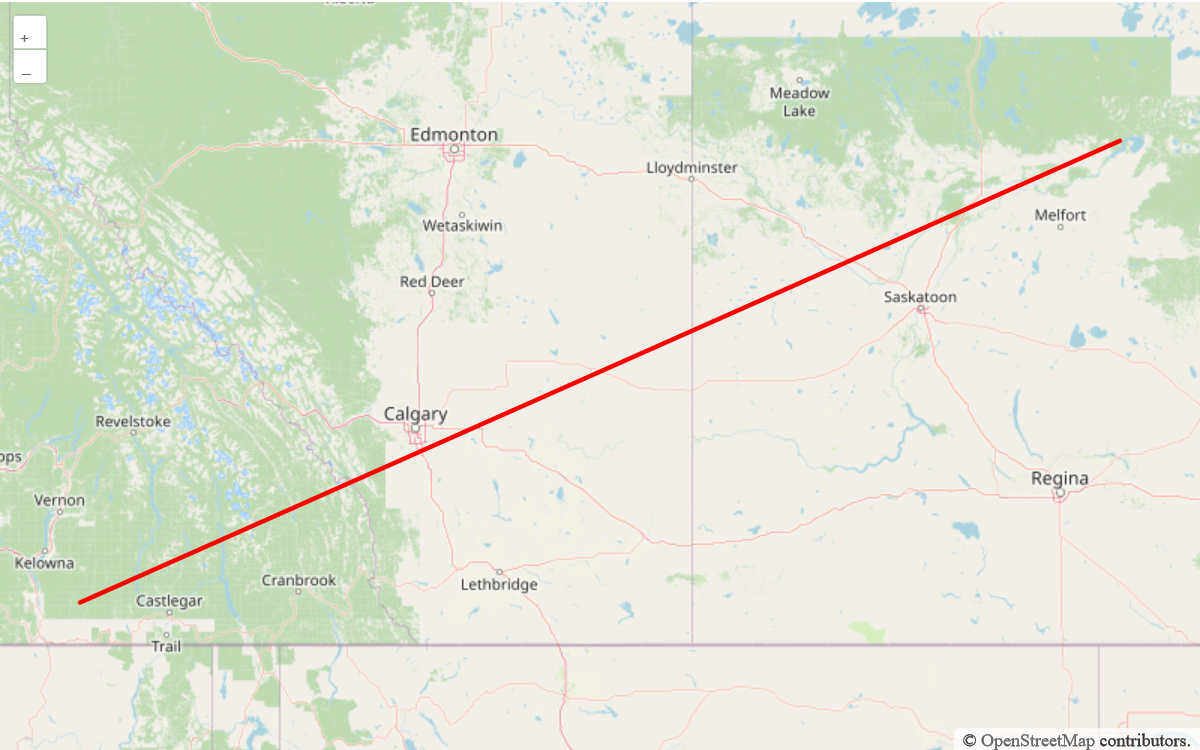 Alberta
+
–
Meadow
Lake
Edmonton
Lloydminster
Wetaskiwin
Melfort
Red Deer
Saskatoon
Calgary
Revelstoke
ops
Regina
Vernon
Kelowna
Cranbrook
Lethbridge
Castlegar
Trail
© OpenStreetMap contributors.